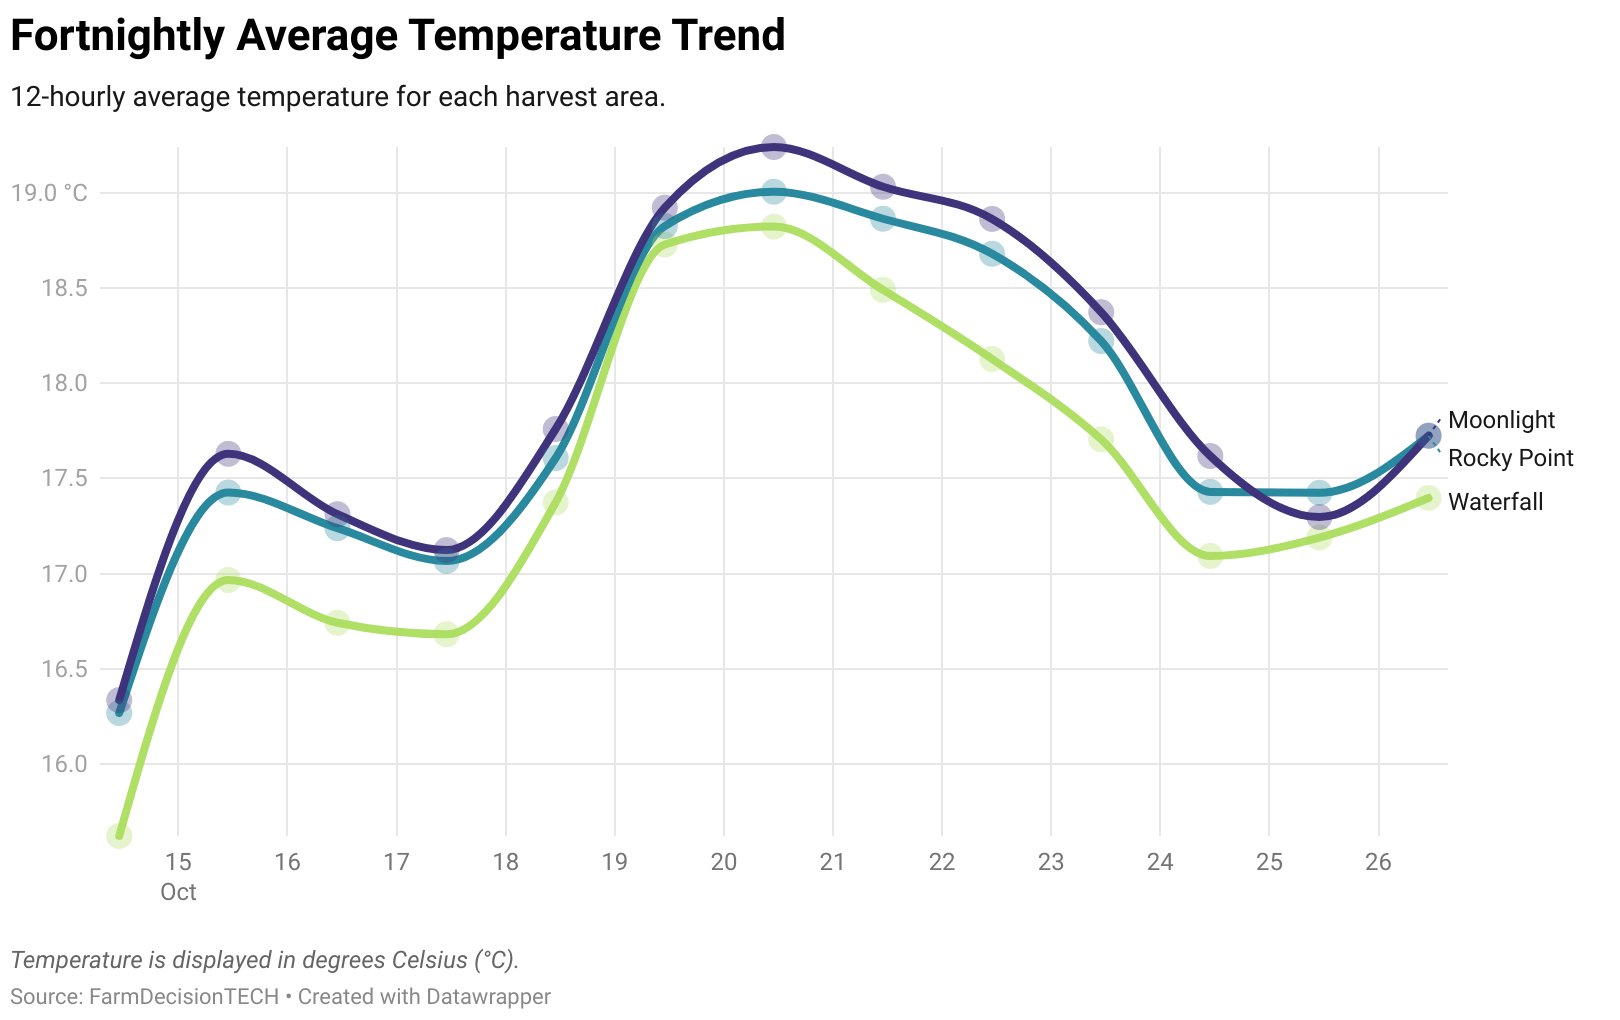 Fortnightly Average Temperature Trend
12-hourly average temperature for each harvest area.
19.0 °C
18.5
18.0
17.5
17.0
16.5
16.0
Moonlight
Rocky Point
Waterfall
15 16 17 18 19 20 21 22 23 24 25 26
Oct
Temperature is displayed in degrees Celsius (°C).
Source: FarmDecisionTECH • Created with Datawrapper